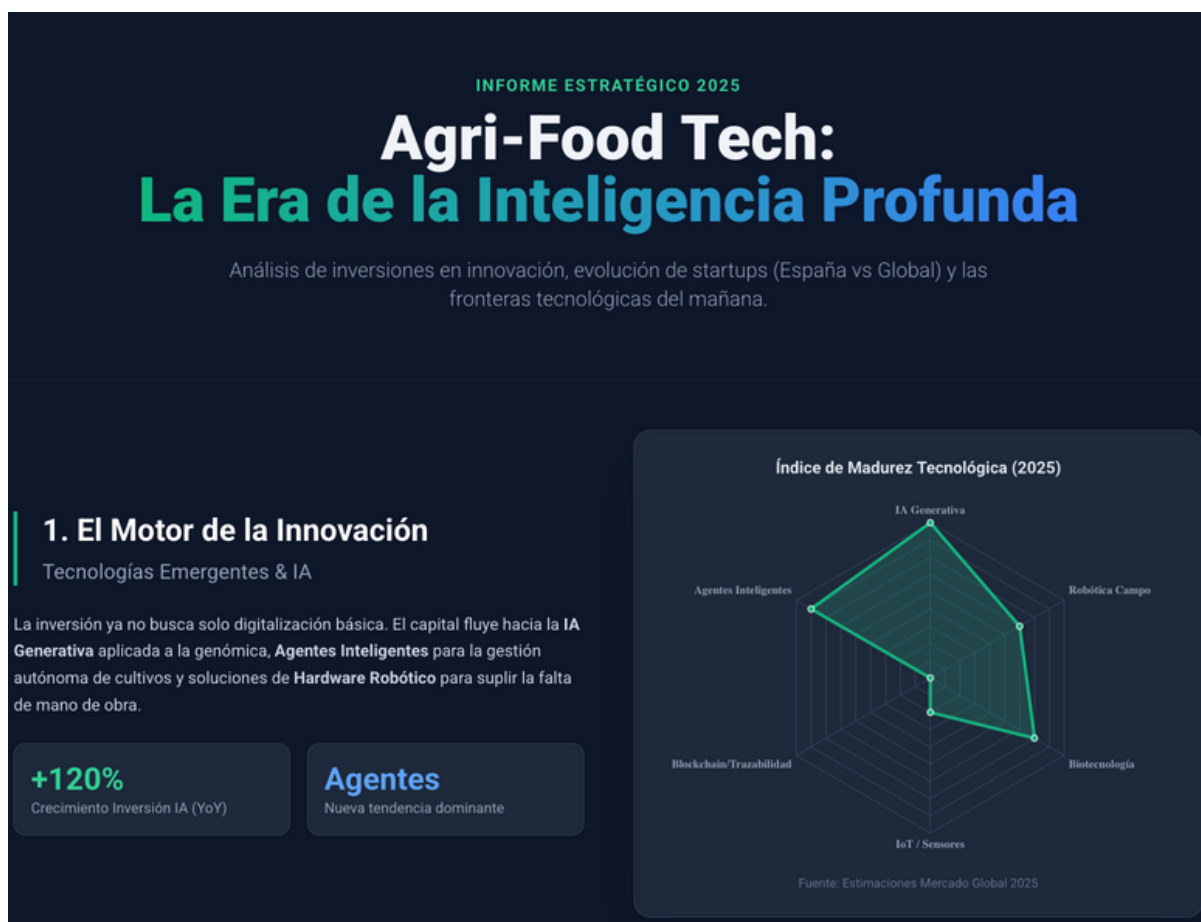 INFORME ESTRATÉGICO 2025
Agri-Food Tech:
La Era de la Inteligencia Profunda
Análisis de inversiones en innovación, evolución de startups (España vs Global) y las
fronteras tecnológicas del mañana.
1. El Motor de la Innovación
Tecnologías Emergentes & IA
La inversión ya no busca solo digitalización básica. El capital fluye hacia la IA
Generativa aplicada a la genómica, Agentes Inteligentes para la gestión
autónoma de cultivos y soluciones de Hardware Robótico para suplir la falta
de mano de obra.
+120%
Crecimiento Inversión IA (YoY)
Agentes
Nueva tendencia dominante
Índice de Madurez Tecnológica (2025)
IA Generativa
Agentes Inteligentes
Robótica Campo
Blockchain/Trazabilidad
Biotecnología
IoT / Sensores
Fuente: Estimaciones Mercado Global 2025